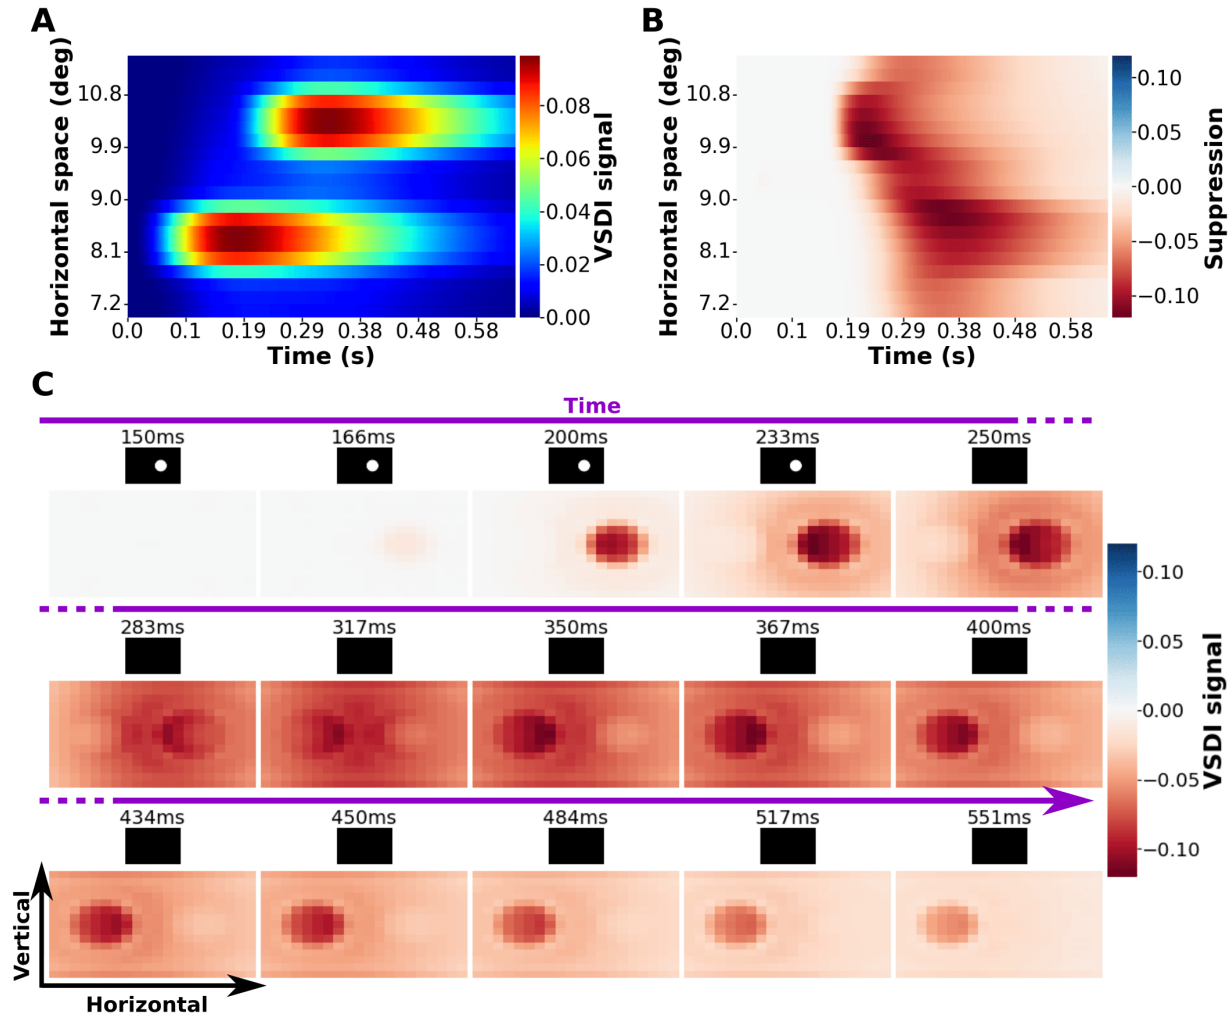 A
Horizontal space (deg)
10.8
9.9
9.0
8.1
7.2
0.0 0.1 0.19 0.29 0.38 0.48 0.58
Time (s)
0.08
0.06
0.04
0.02
0.00
VSDI signal
B
Horizontal space (deg)
10.8
9.9
9.0
8.1
7.2
0.0 0.1 0.19 0.29 0.38 0.48 0.58
Time (s)
0.10
0.05
0.00
−0.05
−0.10
Suppression
C
Time
150ms 166ms 200ms 233ms 250ms
283ms 317ms 350ms 367ms 400ms
434ms 450ms 484ms 517ms 551ms
0.10
0.05
0.00
−0.05
−0.10
VSDI signal
Vertical
Horizontal